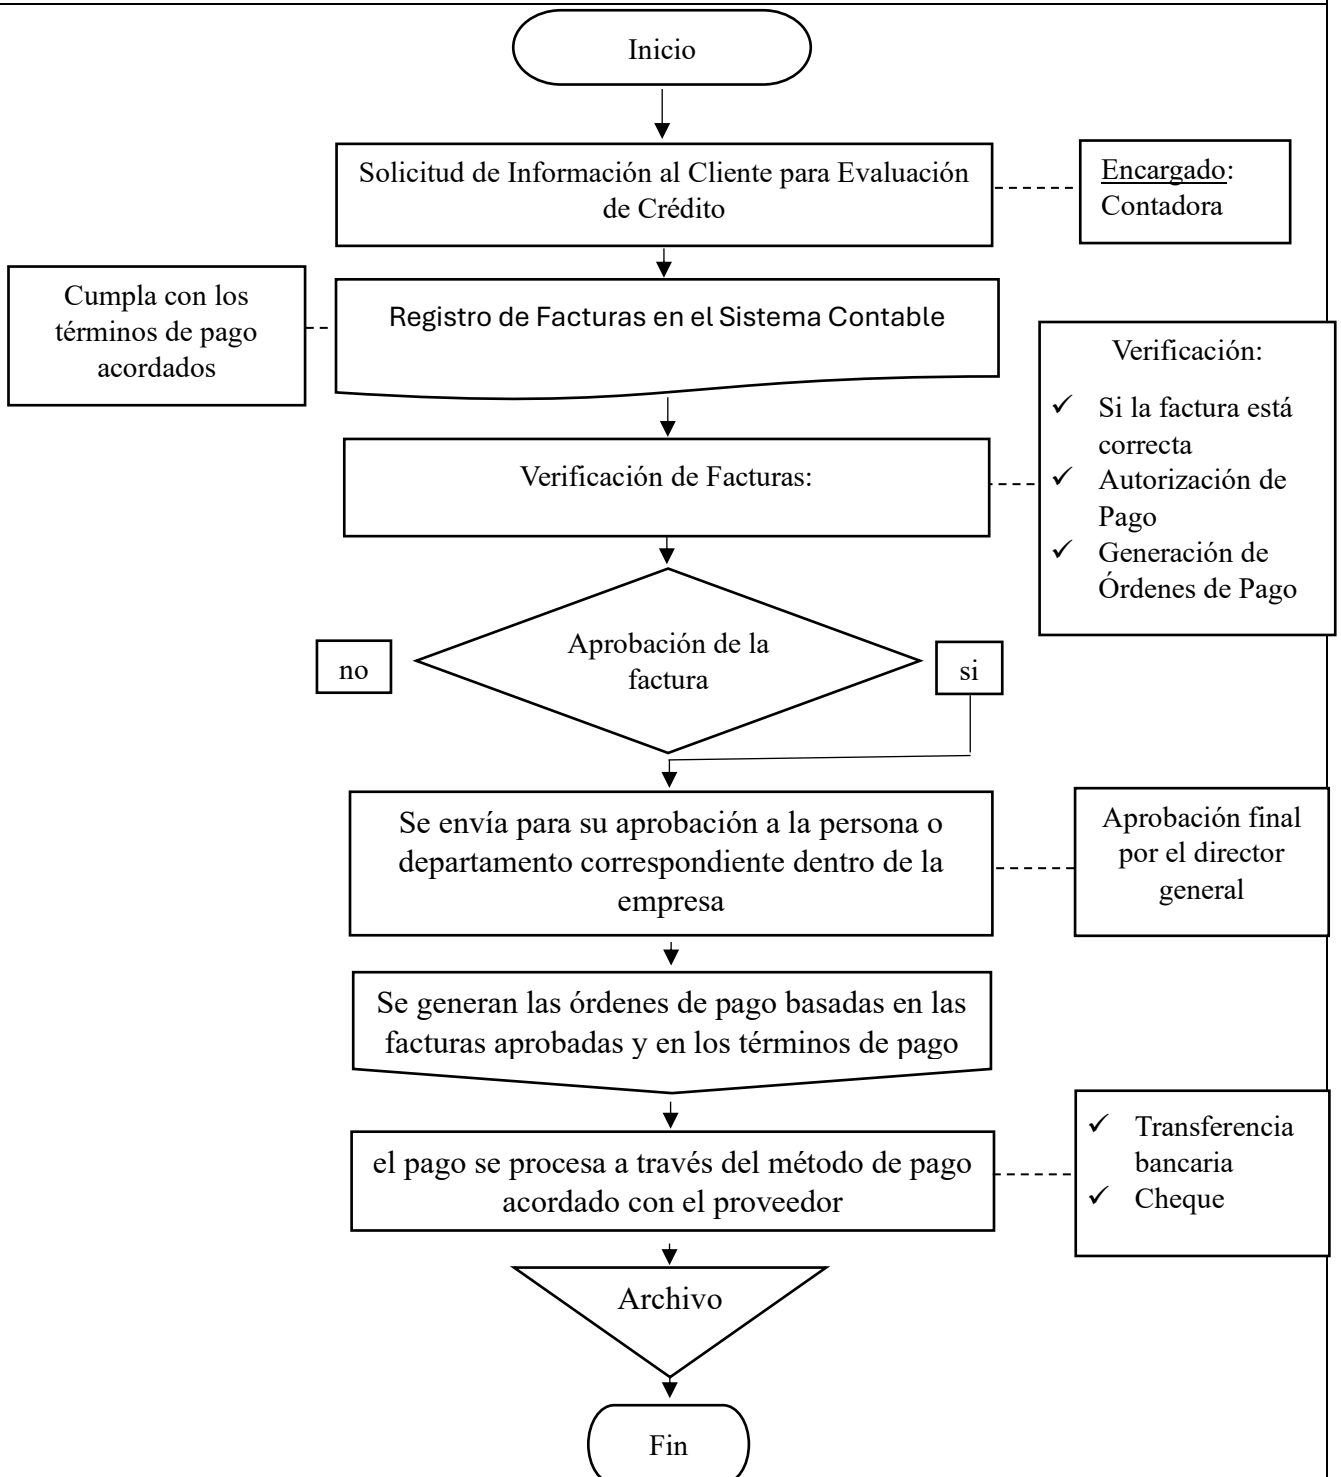 Inicio
Solicitud de Información al Cliente para Evaluación
de Crédito
Encargado:
Contadora
Cumpla con los
términos de pago
acordados
Registro de Facturas en el Sistema Contable
Verificación:
✓ Si la factura está
correcta
✓ Autorización de
Pago
✓ Generación de
Órdenes de Pago
Verificación de Facturas:
Aprobación de la
factura
no
si
Se envía para su aprobación a la persona o
departamento correspondiente dentro de la
empresa
Aprobación final
por el director
general
Se generan las órdenes de pago basadas en las
facturas aprobadas y en los términos de pago
el pago se procesa a través del método de pago
acordado con el proveedor
✓ Transferencia
bancaria
✓ Cheque
Archivo
Fin